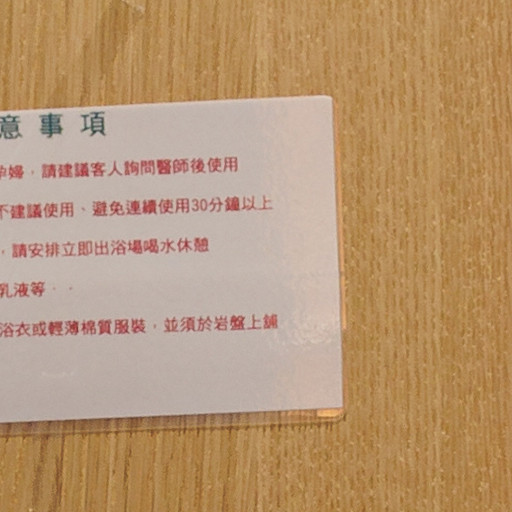 意事項
孕婦，請建議客人詢問醫師後使用
不建議使用、避免連續使用30分鐘以上
，請安排立即出浴場喝水休憩
乳液等
浴衣或輕薄棉質服裝，並須於岩盤上舖